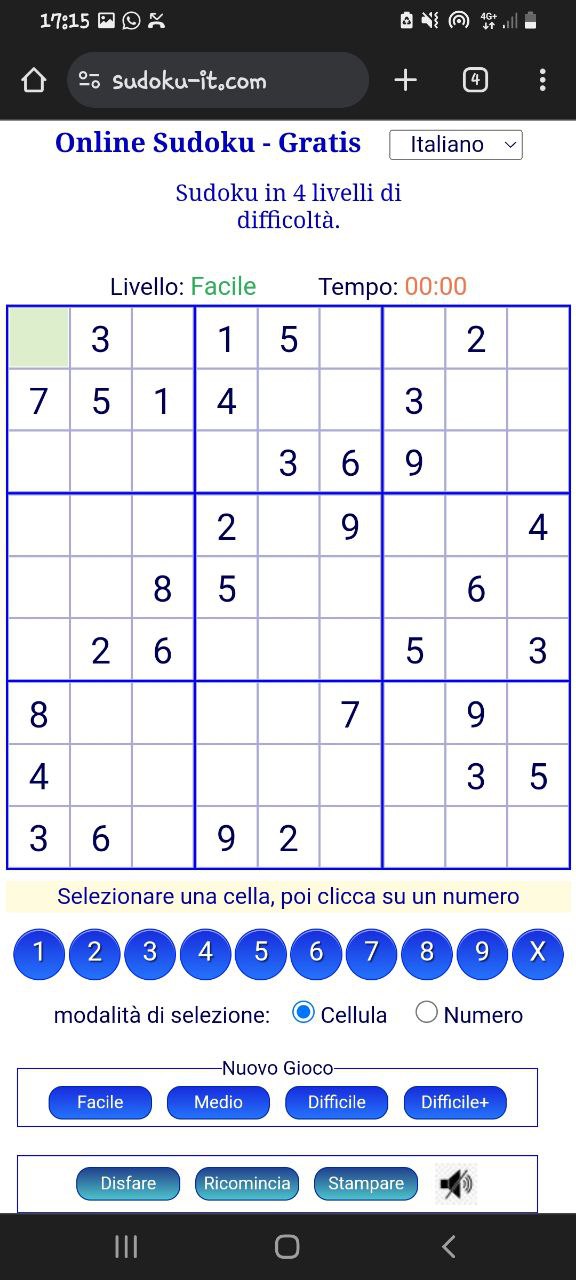 17:15 4G+
sudoku-it.com 4
Online Sudoku - Gratis Italiano
Sudoku in 4 livelli di
difficoltà.
Livello: Facile Tempo: 00:00
3 1 5 2
7 5 1 4 3
3 6 9
2 9 4
8 5 6
2 6 5 3
8 7 9
4 3 5
3 6 9 2
Selezionare una cella, poi clicca su un numero
1 2 3 4 5 6 7 8 9 X
modalità di selezione: Cellula Numero
Nuovo Gioco
Facile Medio Difficile Difficile+
Disfare Ricomincia Stampare